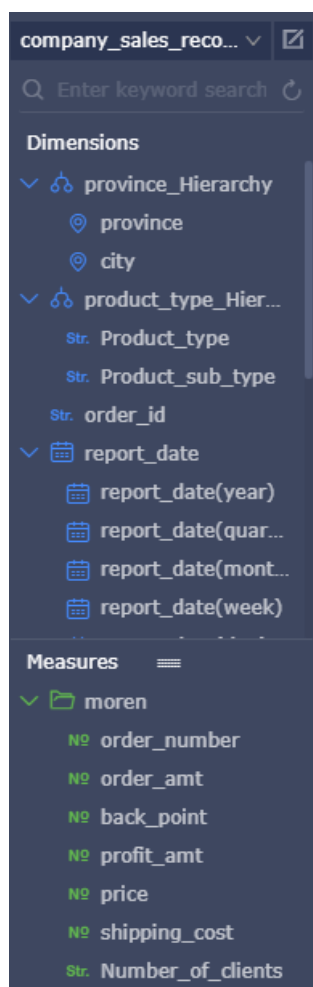 company_sales_reco...
Enter keyword search
Dimensions
province_Hierarchy
province
city
product_type_Hier...
Str. Product_type
Str. Product_sub_type
Str. order_id
report_date
report_date(year)
report_date(quar...
report_date(mont...
report_date(week)
Measures
moren
Nº order_number
Nº order_amt
Nº back_point
Nº profit_amt
Nº price
Nº shipping_cost
Str. Number_of_clients